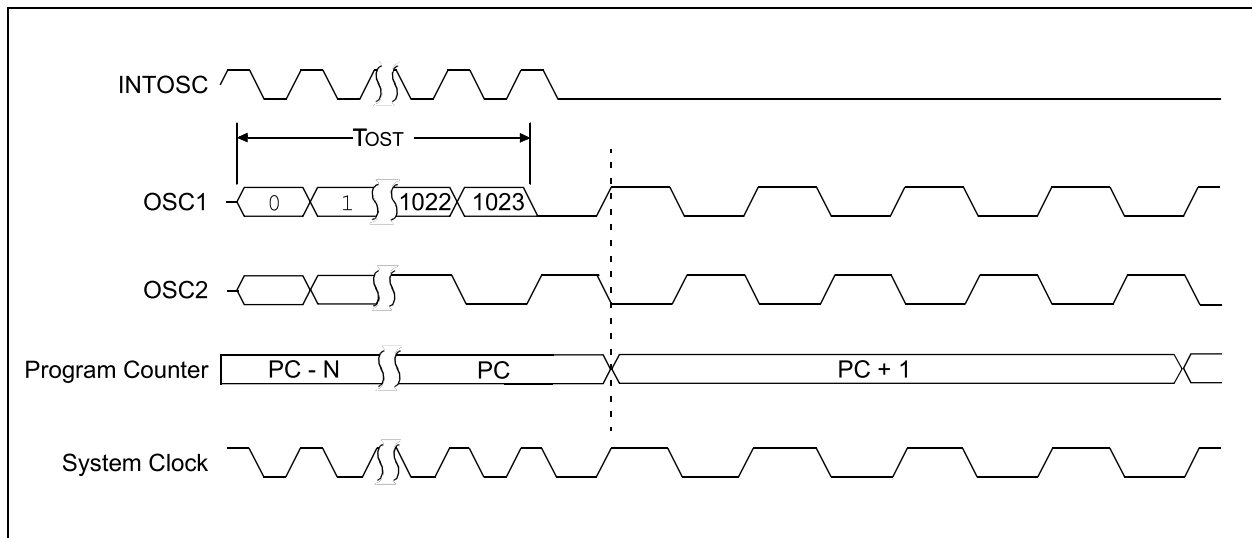 INTOSC
TOST
OSC1 0 1 1022 1023
OSC2
Program Counter PC - N PC PC + 1
System Clock